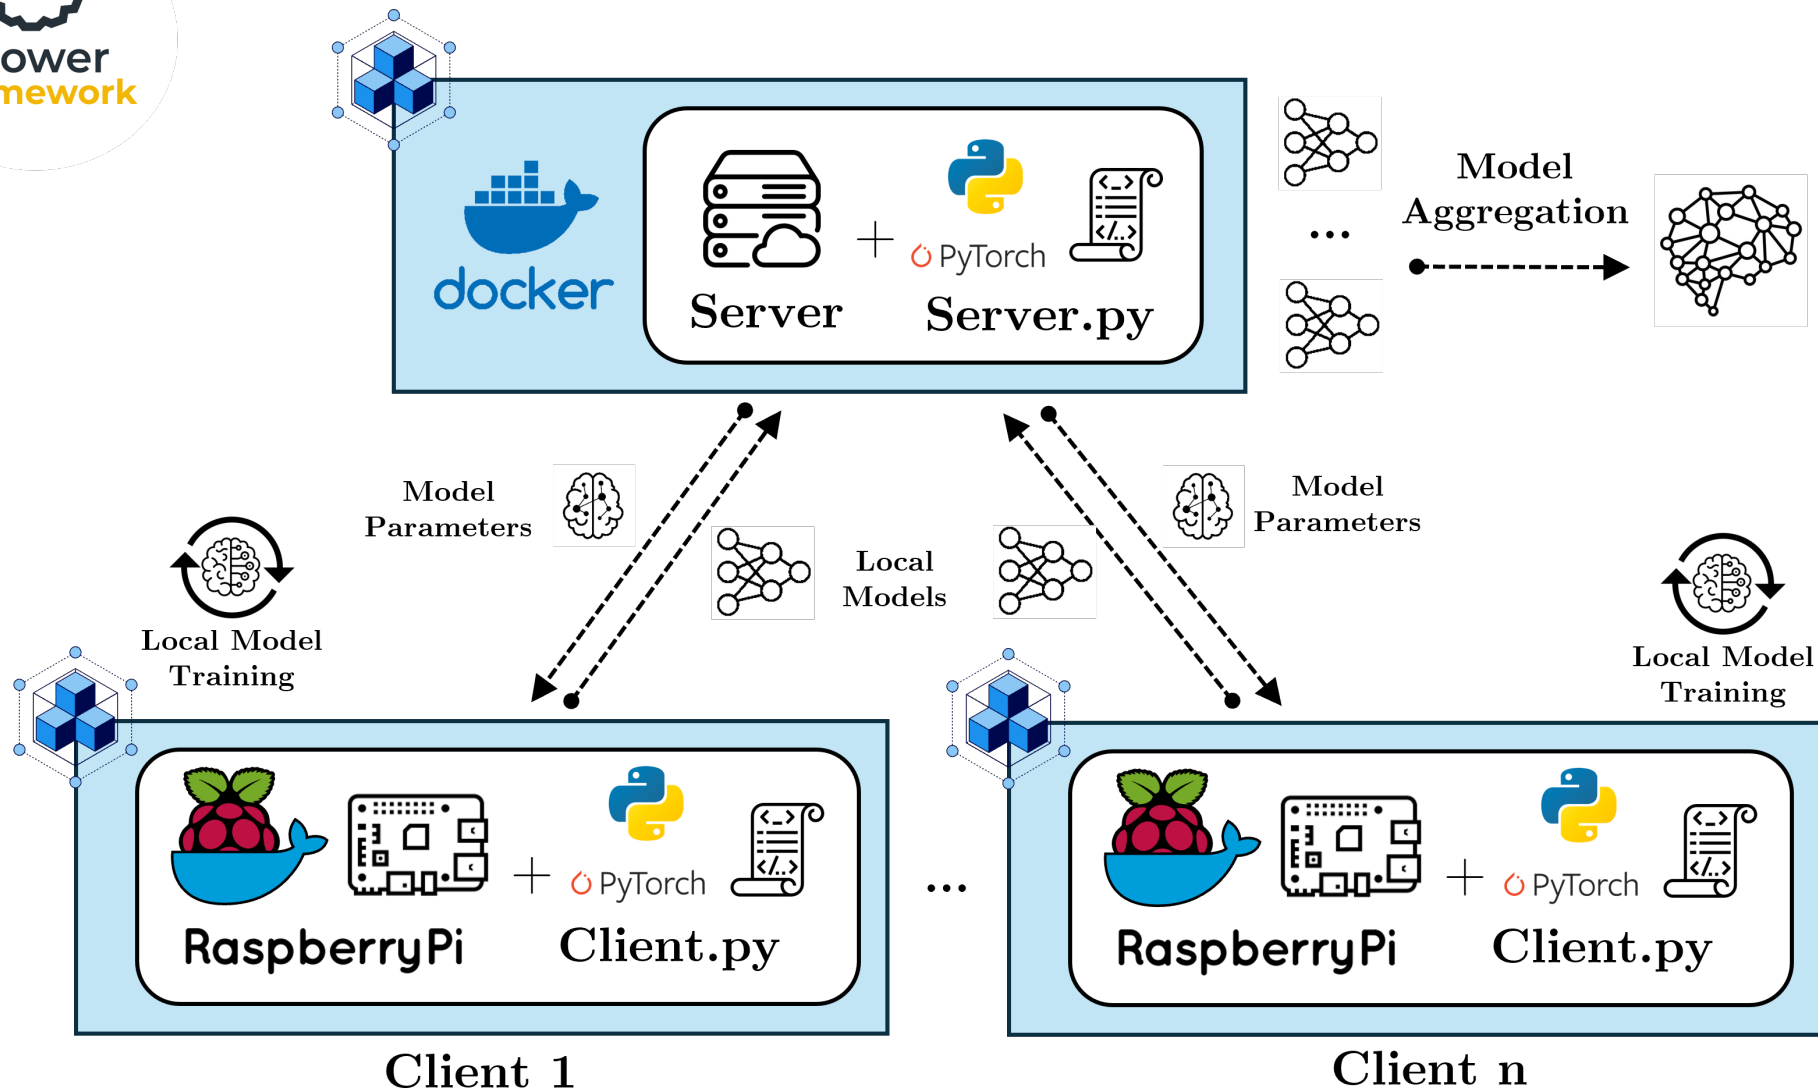 ower
mework
docker
Server
PyTorch
Server.py
Model
Aggregation
Model
Parameters
Local
Models
Model
Parameters
Local Model
Training
Local Model
Training
RaspberryPi
PyTorch
Client.py
RaspberryPi
PyTorch
Client.py
Client 1
Client n